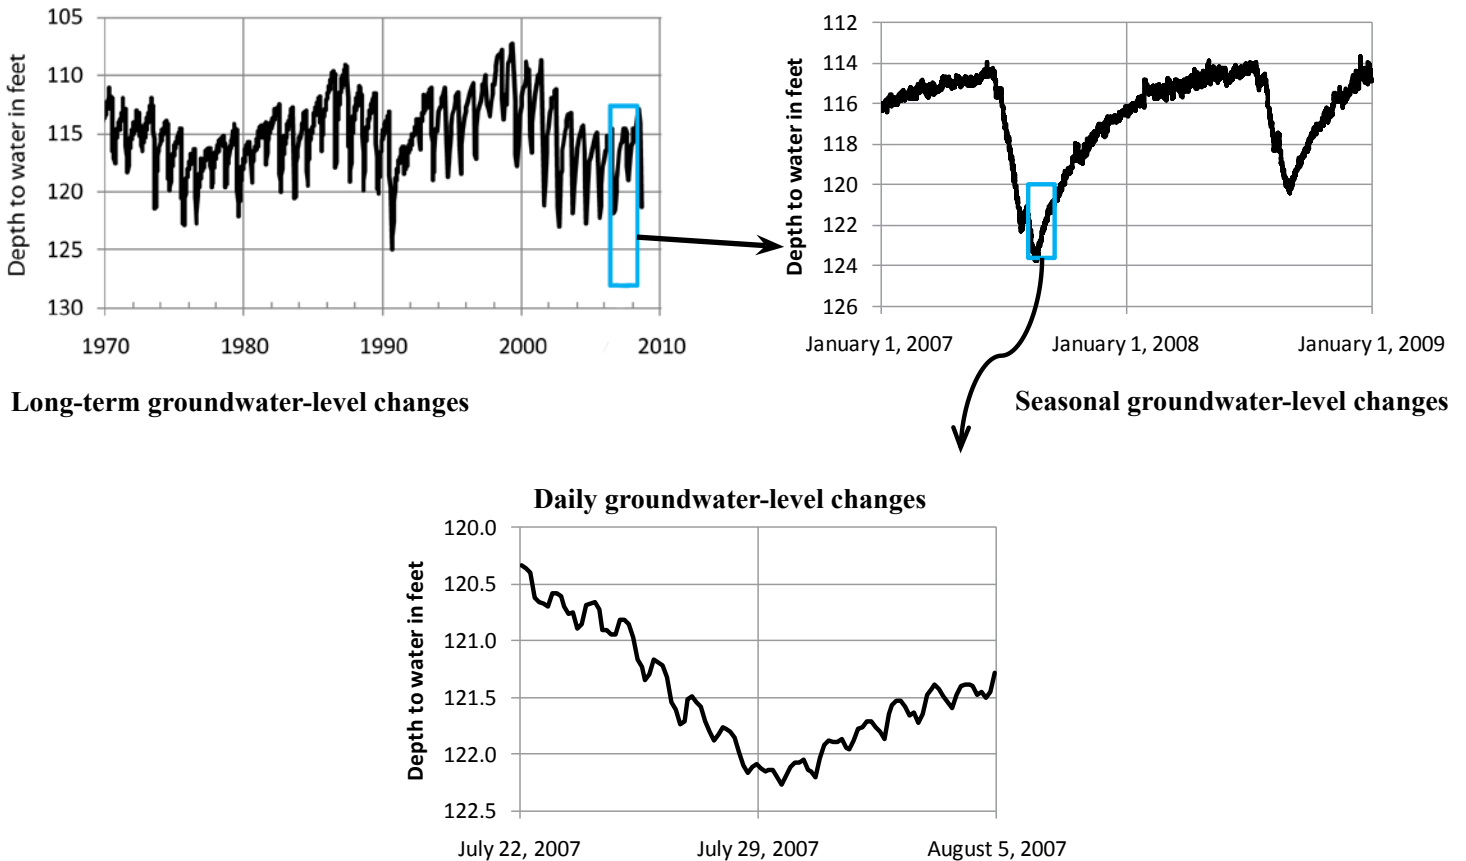 105
110
115
120
125
130
Depth to water in feet
1970
1980
1990
2000
2010
Long-term groundwater-level changes
112
114
116
118
120
122
124
126
Depth to water in feet
January 1, 2007
January 1, 2008
January 1, 2009
Seasonal groundwater-level changes
Daily groundwater-level changes
120.0
120.5
121.0
121.5
122.0
122.5
Depth to water in feet
July 22, 2007
July 29, 2007
August 5, 2007